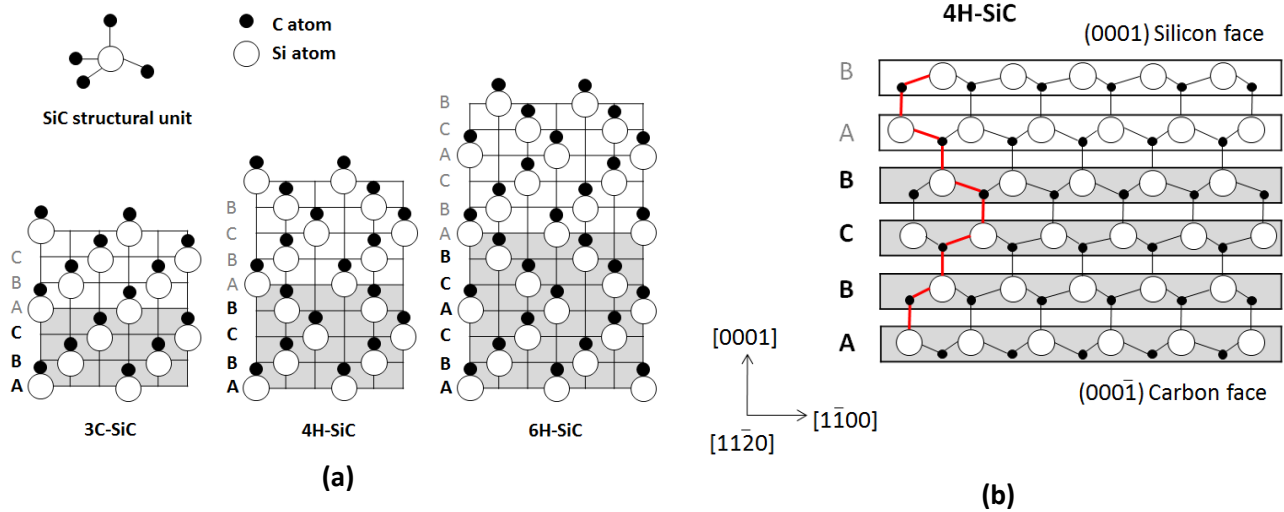 C atom
Si atom
SiC structural unit
C
B
A
C
B
A
3C-SiC
B
C
B
A
B
C
B
A
4H-SiC
B
C
A
C
B
A
B
C
A
C
B
A
6H-SiC
(a)
4H-SiC
(0001) Silicon face
B
A
B
C
B
A
(0001̅) Carbon face
[0001]
[11̅00]
[112̅0]
(b)